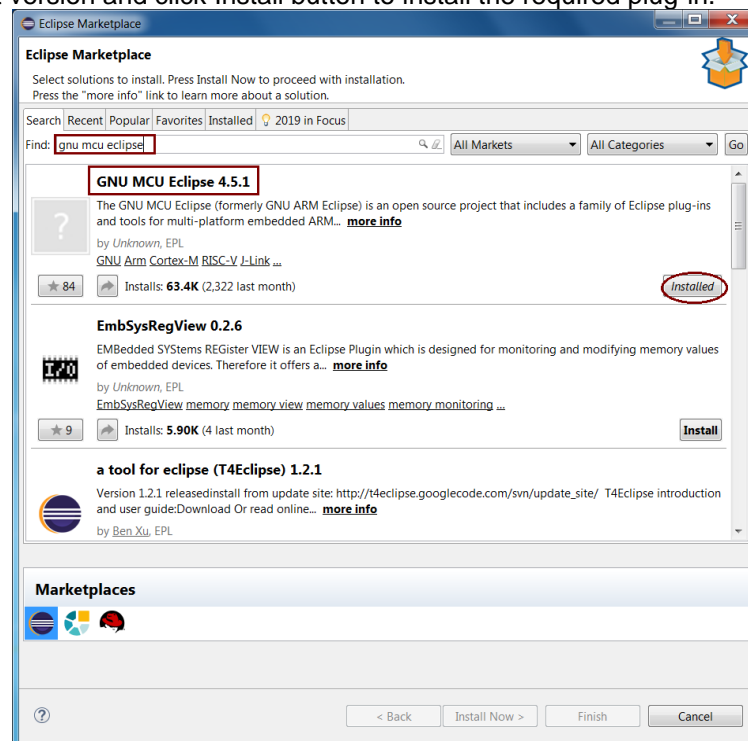 version and click Install button to install the required plug-in.
Eclipse Marketplace
Eclipse Marketplace
Select solutions to install. Press Install Now to proceed with installation.
Press the "more info" link to learn more about a solution.
Search Recent Popular Favorites Installed 2019 in Focus
Find: gnu mcu eclipse All Markets All Categories Go
GNU MCU Eclipse 4.5.1
The GNU MCU Eclipse (formerly GNU ARM Eclipse) is an open source project that includes a family of Eclipse plug-ins
and tools for multi-platform embedded ARM... more info
by Unknown, EPL
GNU Arm Cortex-M RISC-V J-Link ...
84 Installs: 63.4K (2,322 last month) Installed
EmbSysRegView 0.2.6
I/O
EMBedded SYStems REGister VIEW is an Eclipse Plugin which is designed for monitoring and modifying memory values
of embedded devices. Therefore it offers a... more info
by Unknown, EPL
EmbSysRegView memory memory view memory values memory monitoring ...
9 Installs: 5.90K (4 last month) Install
a tool for eclipse (T4Eclipse) 1.2.1
Version 1.2.1 releasedinstall from update site: http://t4eclipse.googlecode.com/svn/update_site/ T4Eclipse introduction
and user guide:Download Or read online... more info
by Ben Xu, EPL
Marketplaces
? < Back Install Now > Finish Cancel